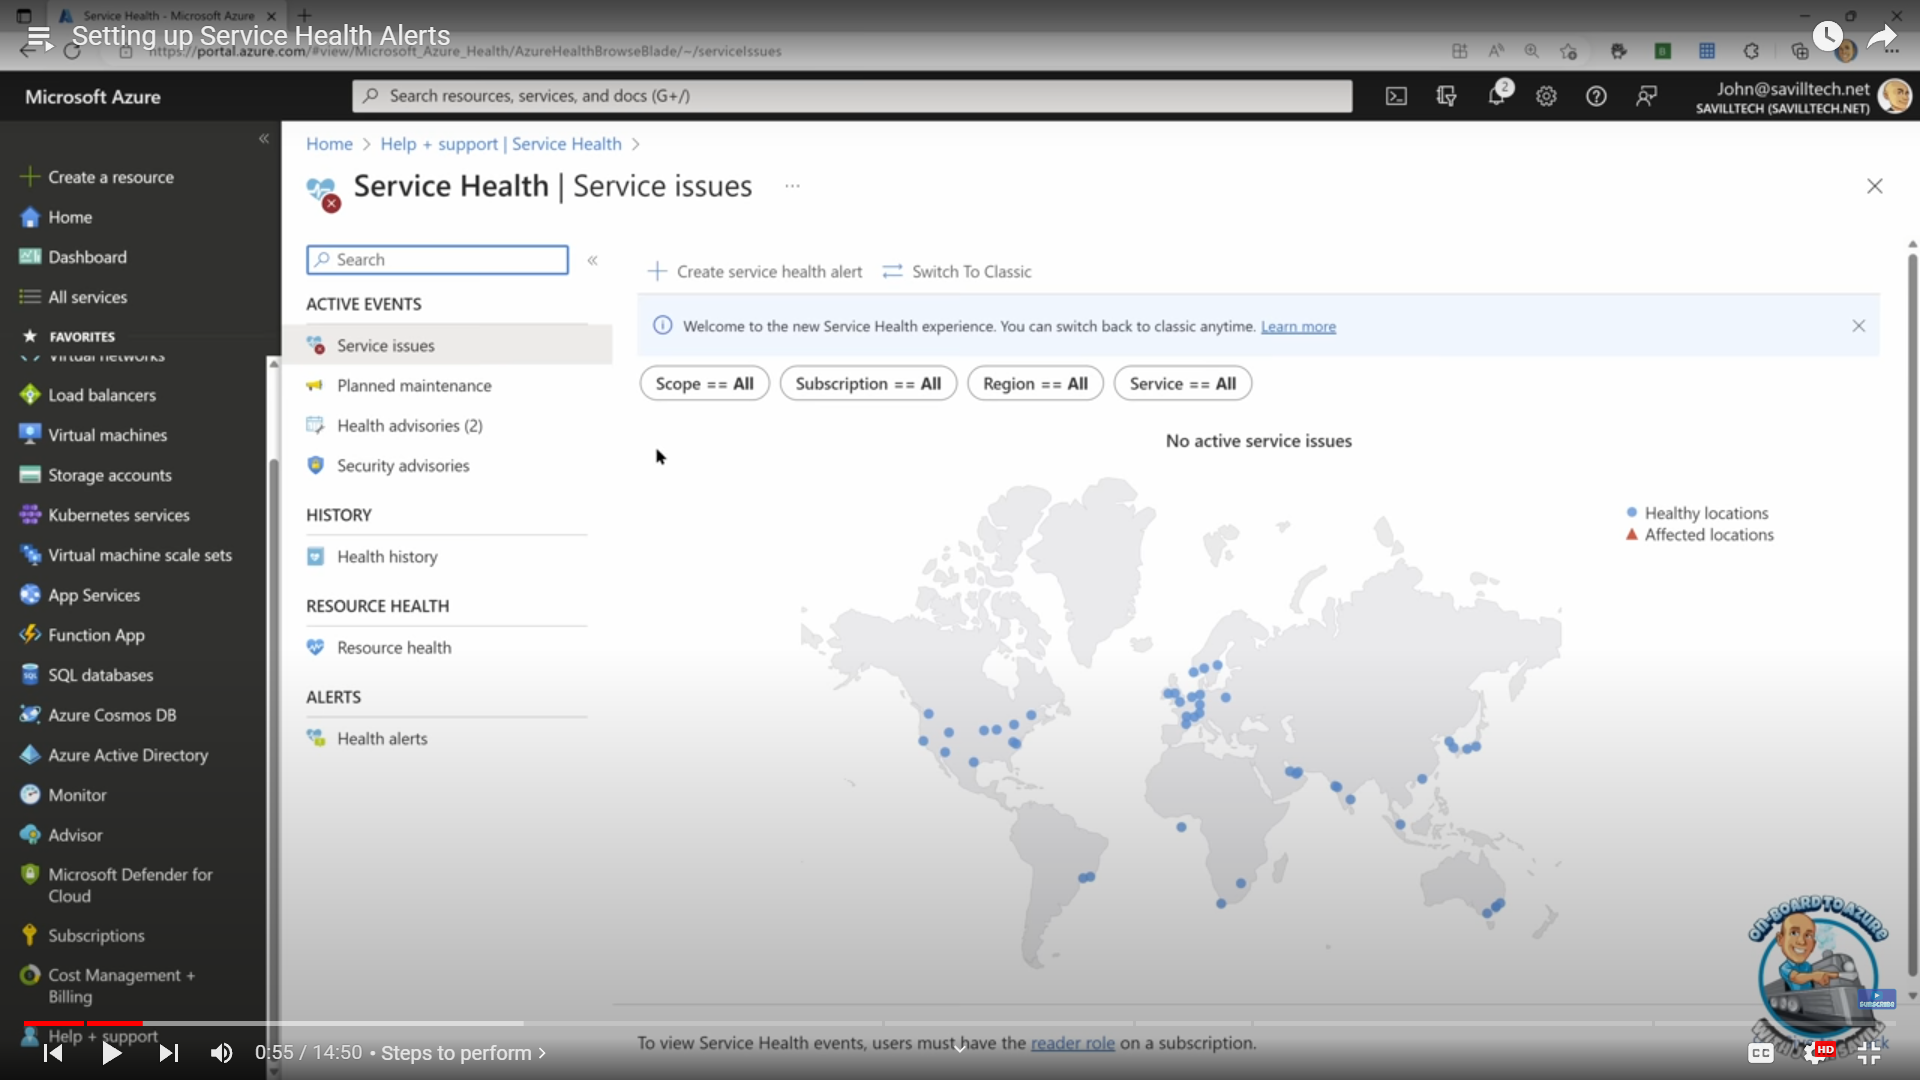 Service Health - Microsoft Azure
Setting up Service Health Alerts
https://portal.azure.com/#view/Microsoft_Azure_Health/AzureHealthBrowseBlade/~/serviceIssues
Microsoft Azure
Search resources, services, and docs (G+/)
2
John@savilltech.net
SAVILLTECH (SAVILLTECH.NET)
Create a resource
Home
Dashboard
All services
FAVORITES
Virtual networks
Load balancers
Virtual machines
Storage accounts
Kubernetes services
Virtual machine scale sets
App Services
Function App
SQL databases
Azure Cosmos DB
Azure Active Directory
Monitor
Advisor
Microsoft Defender for
Cloud
Subscriptions
Cost Management +
Billing
Help + support
Home > Help + support | Service Health >
Service Health | Service issues ...
Search
ACTIVE EVENTS
Service issues
Planned maintenance
Health advisories (2)
Security advisories
HISTORY
Health history
RESOURCE HEALTH
Resource health
ALERTS
Health alerts
Create service health alert
Switch To Classic
Welcome to the new Service Health experience. You can switch back to classic anytime. Learn more
Scope == All
Subscription == All
Region == All
Service == All
No active service issues
Healthy locations
Affected locations
ON-BOARD TO AZURE
SUBSCRIBE
To view Service Health events, users must have the reader role on a subscription.
0:55 / 14:50 • Steps to perform >
CC
HD